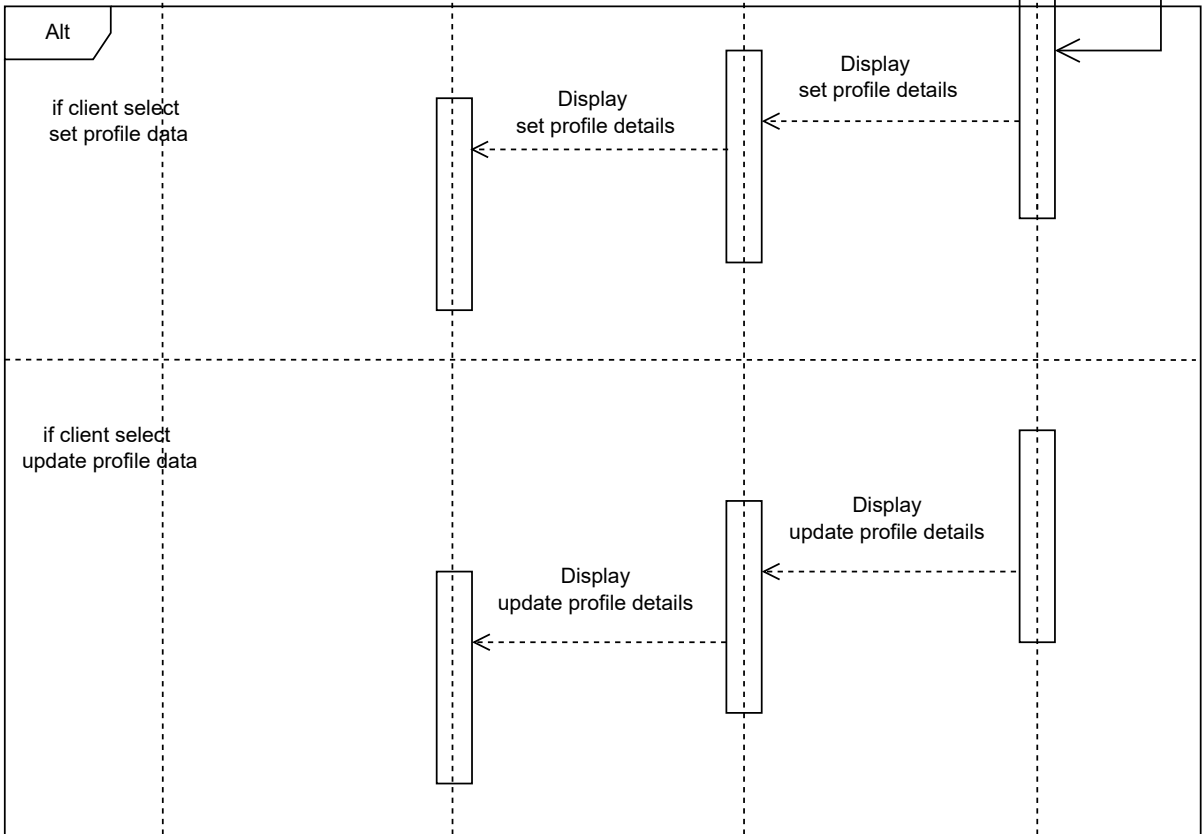 Alt
Display
set profile details
Display
set profile details
if client select
set profile data
if client select
update profile data
Display
update profile details
Display
update profile details